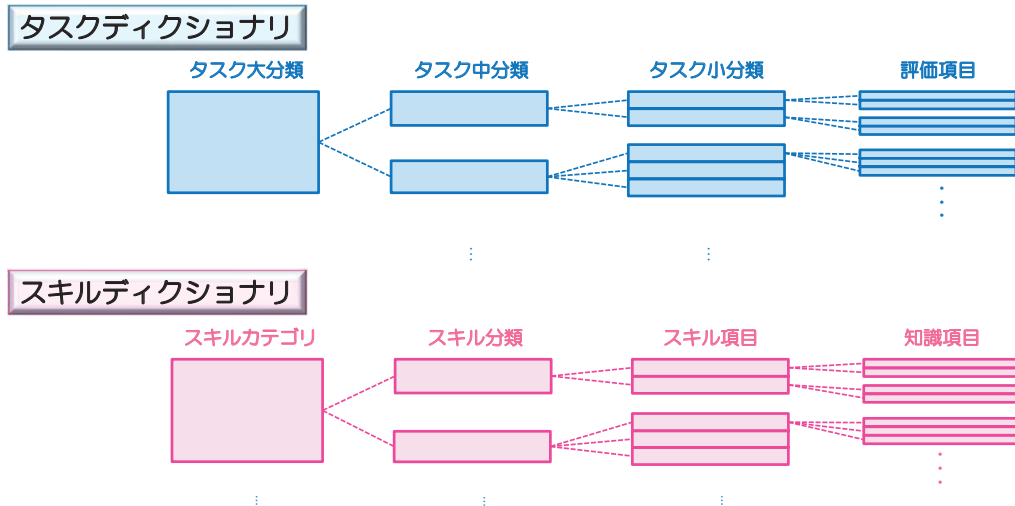 タスクディクショナリ
タスク大分類 タスク中分類 タスク小分類 評価項目
スキルディクショナリ
スキルカテゴリ スキル分類 スキル項目 知識項目